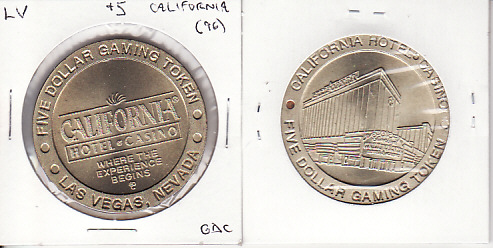 LV $5 CALIFORNIA
(96)
FIVE DOLLAR GAMING TOKEN
CALIFORNIA
HOTEL • CASINO
WHERE THE
EXPERIENCE
BEGINS
LAS VEGAS, NEVADA
GDC
CALIFORNIA HOTEL CASINO
FIVE DOLLAR GAMING TOKEN